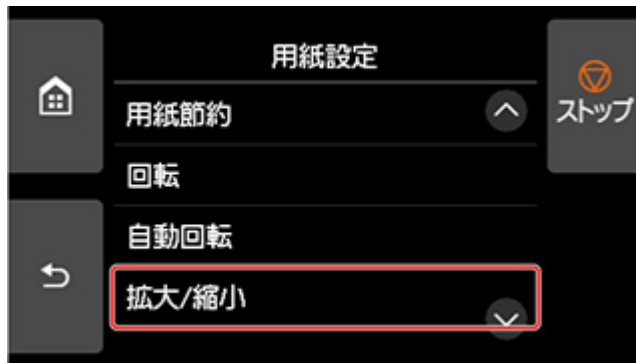 用紙設定
用紙節約
ストップ
回転
自動回転
拡大/縮小